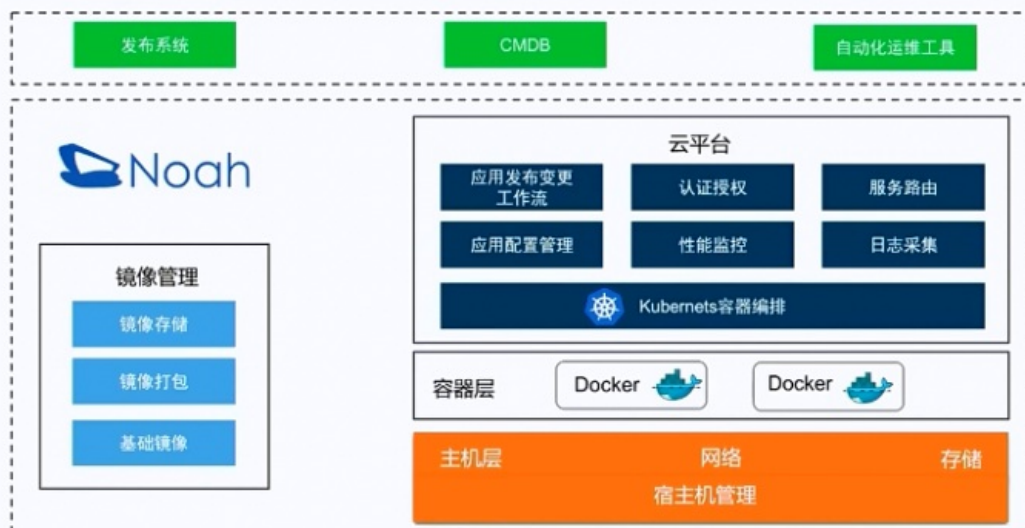 发布系统
CMDB
自动化运维工具
Noah
云平台
应用发布变更
工作流
认证授权
服务路由
应用配置管理
性能监控
日志采集
Kubernets容器编排
镜像管理
镜像存储
镜像打包
基础镜像
容器层
Docker
Docker
主机层
网络
存储
宿主机管理